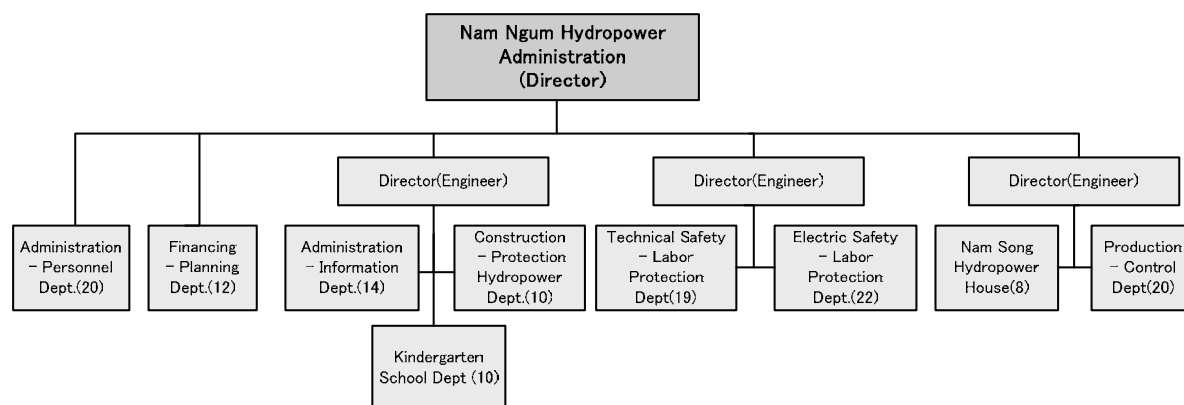 Nam Ngum Hydropower
Administration
(Director)
Director(Engineer)
Director(Engineer)
Director(Engineer)
Administration
− Personnel
Dept.(20)
Financing
− Planning
Dept.(12)
Administration
− Information
Dept.(14)
Construction
− Protection
Hydropower
Dept.(10)
Technical Safety
− Labor
Protection
Dept(19)
Electric Safety
− Labor
Protection
Dept.(22)
Nam Song
Hydropower
House(8)
Production
− Control
Dept(20)
Kindergarten
School Dept (10)